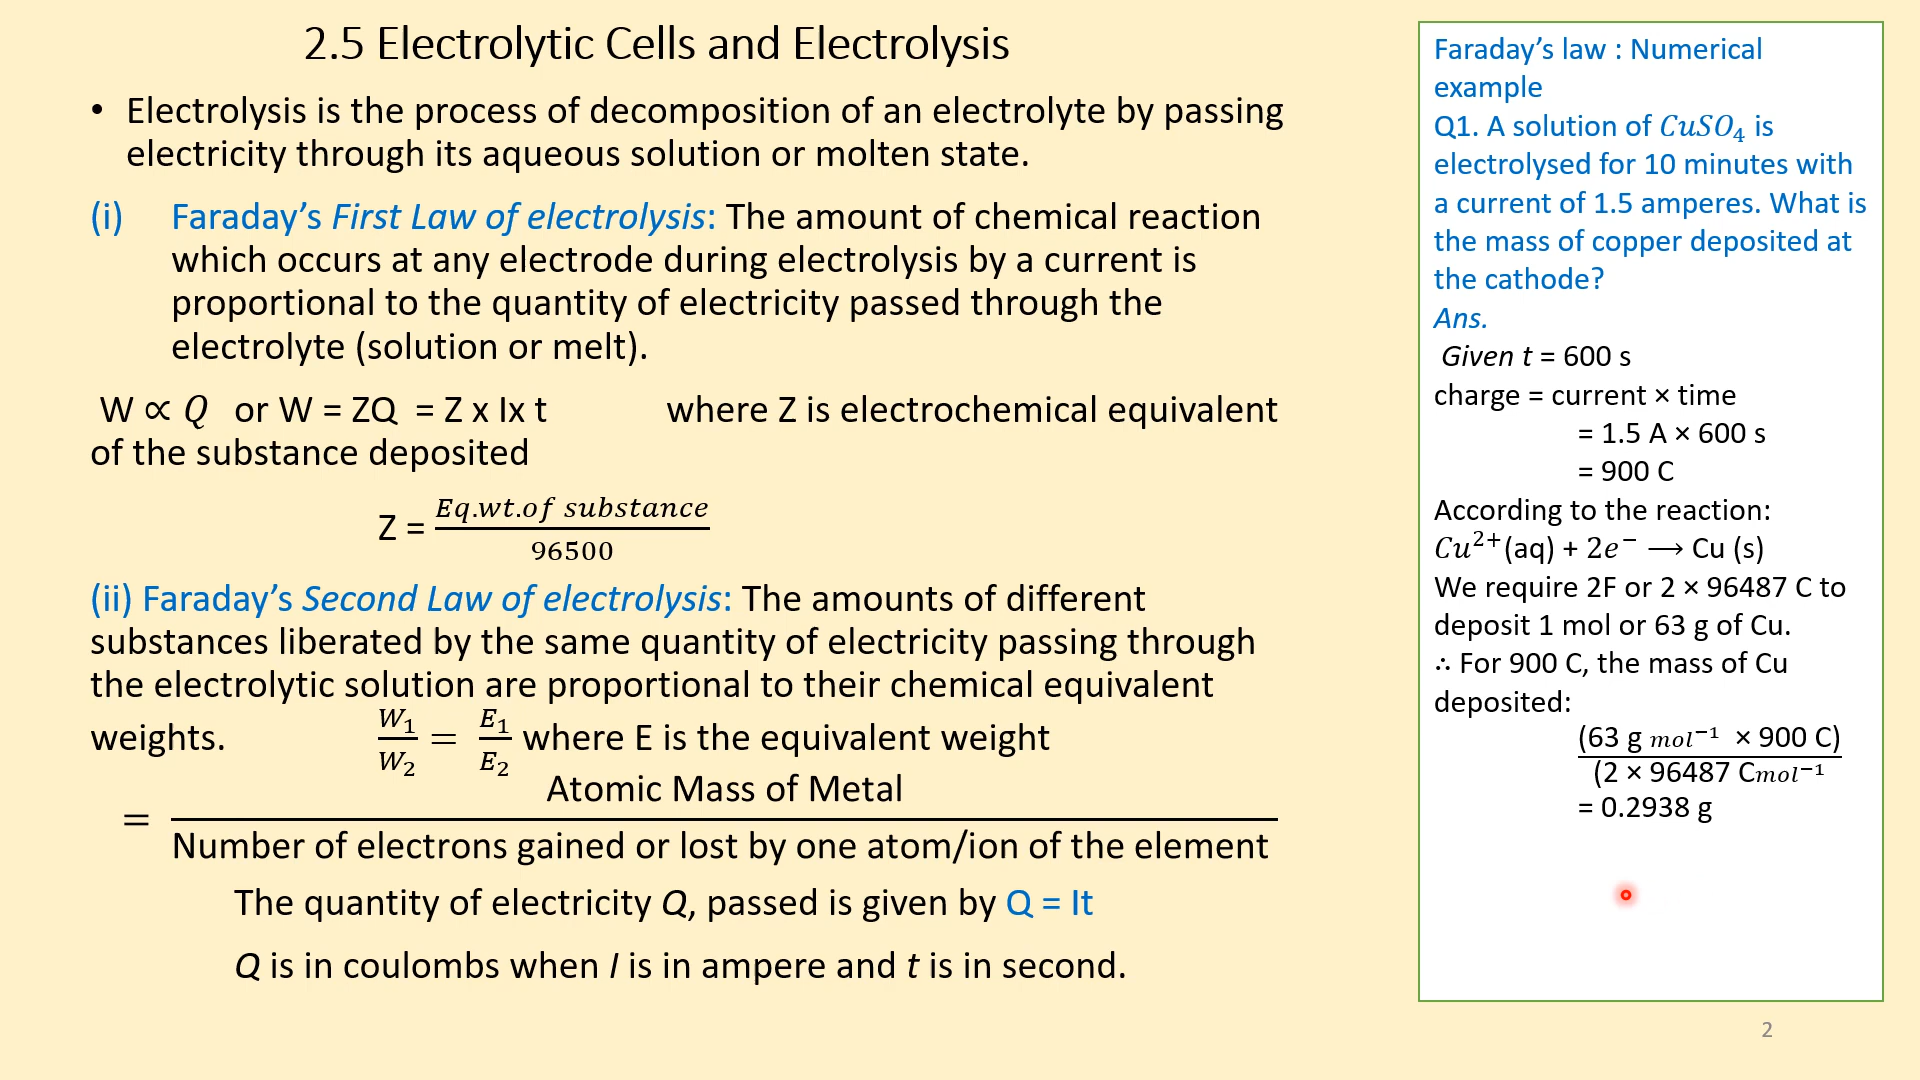 2.5 Electrolytic Cells and Electrolysis
• Electrolysis is the process of decomposition of an electrolyte by passing
electricity through its aqueous solution or molten state.
(i) Faraday’s First Law of electrolysis: The amount of chemical reaction
which occurs at any electrode during electrolysis by a current is
proportional to the quantity of electricity passed through the
electrolyte (solution or melt).
W ∝ Q or W = ZQ = Z x Ix t where Z is electrochemical equivalent
of the substance deposited
Z = Eq.wt.of substance / 96500
(ii) Faraday’s Second Law of electrolysis: The amounts of different
substances liberated by the same quantity of electricity passing through
the electrolytic solution are proportional to their chemical equivalent
weights. W₁/W₂ = E₁/E₂ where E is the equivalent weight
Atomic Mass of Metal
=
Number of electrons gained or lost by one atom/ion of the element
The quantity of electricity Q, passed is given by Q = It
Q is in coulombs when I is in ampere and t is in second.
Faraday’s law : Numerical
example
Q1. A solution of CuSO₄ is
electrolysed for 10 minutes with
a current of 1.5 amperes. What is
the mass of copper deposited at
the cathode?
Ans.
Given t = 600 s
charge = current × time
= 1.5 A × 600 s
= 900 C
According to the reaction:
Cu²⁺(aq) + 2e⁻ ⟶ Cu (s)
We require 2F or 2 × 96487 C to
deposit 1 mol or 63 g of Cu.
∴ For 900 C, the mass of Cu
deposited:
(63 g mol⁻¹ × 900 C)
(2 × 96487 Cmol⁻¹
= 0.2938 g
2